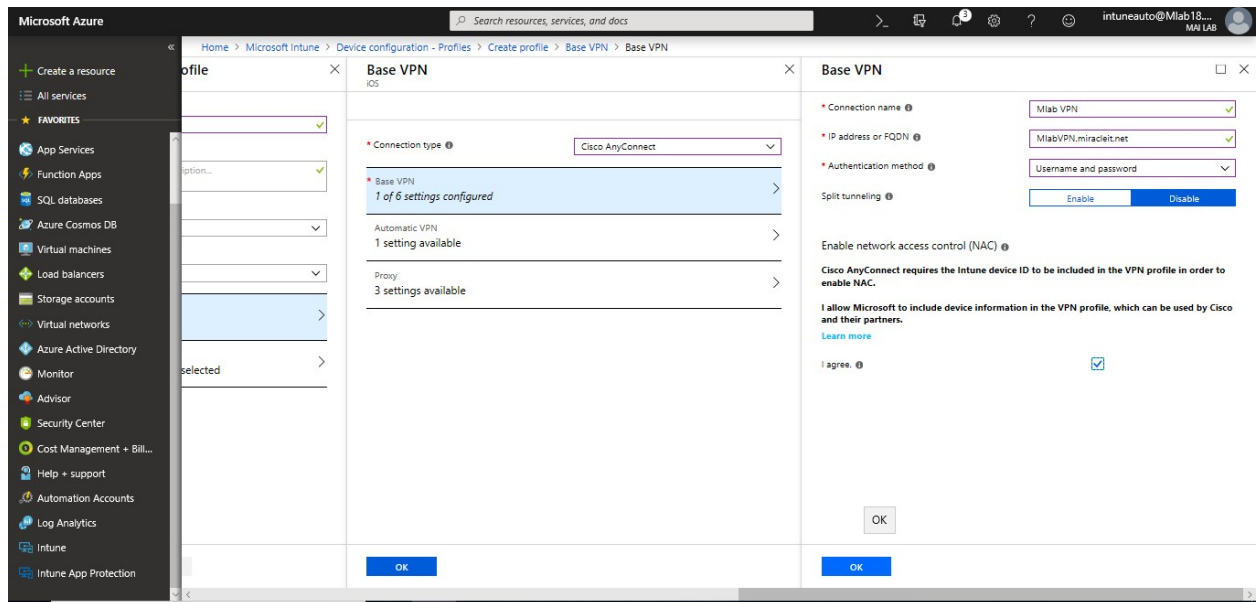 Microsoft Azure
Search resources, services, and docs
3
intuneauto@Mlab18....
MAI LAB
Home > Microsoft Intune > Device configuration - Profiles > Create profile > Base VPN > Base VPN
Create a resource
All services
FAVORITES
App Services
Function Apps
SQL databases
Azure Cosmos DB
Virtual machines
Load balancers
Storage accounts
Virtual networks
Azure Active Directory
Monitor
Advisor
Security Center
Cost Management + Bill...
Help + support
Automation Accounts
Log Analytics
Intune
Intune App Protection
ofile
iption...
selected
Base VPN
iOS
* Connection type
Cisco AnyConnect
* Base VPN
1 of 6 settings configured
Automatic VPN
1 setting available
Proxy
3 settings available
OK
Base VPN
* Connection name
Mlab VPN
* IP address or FQDN
MlabVPN.miracleit.net
* Authentication method
Username and password
Split tunneling
Enable
Disable
Enable network access control (NAC)
Cisco AnyConnect requires the Intune device ID to be included in the VPN profile in order to
enable NAC.
I allow Microsoft to include device information in the VPN profile, which can be used by Cisco
and their partners.
Learn more
I agree.
OK
OK